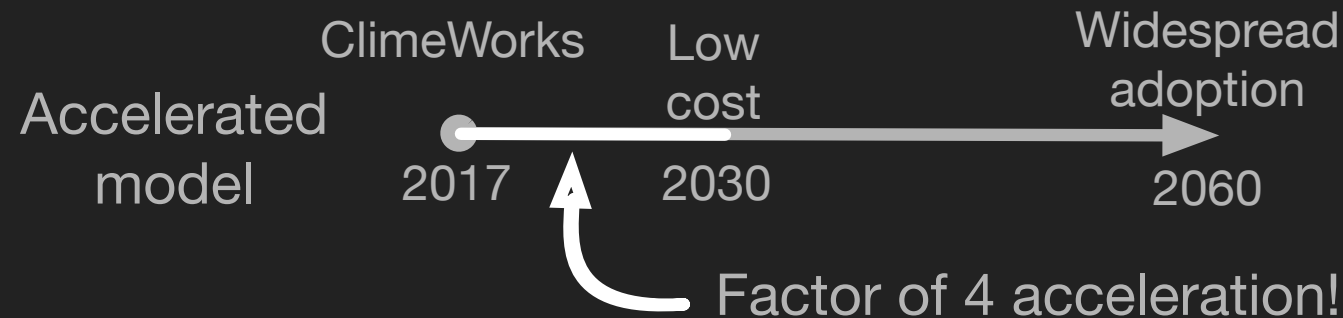 ClimeWorks
Low
cost
Widespread
adoption
Accelerated
model
2017
2030
2060
Factor of 4 acceleration!